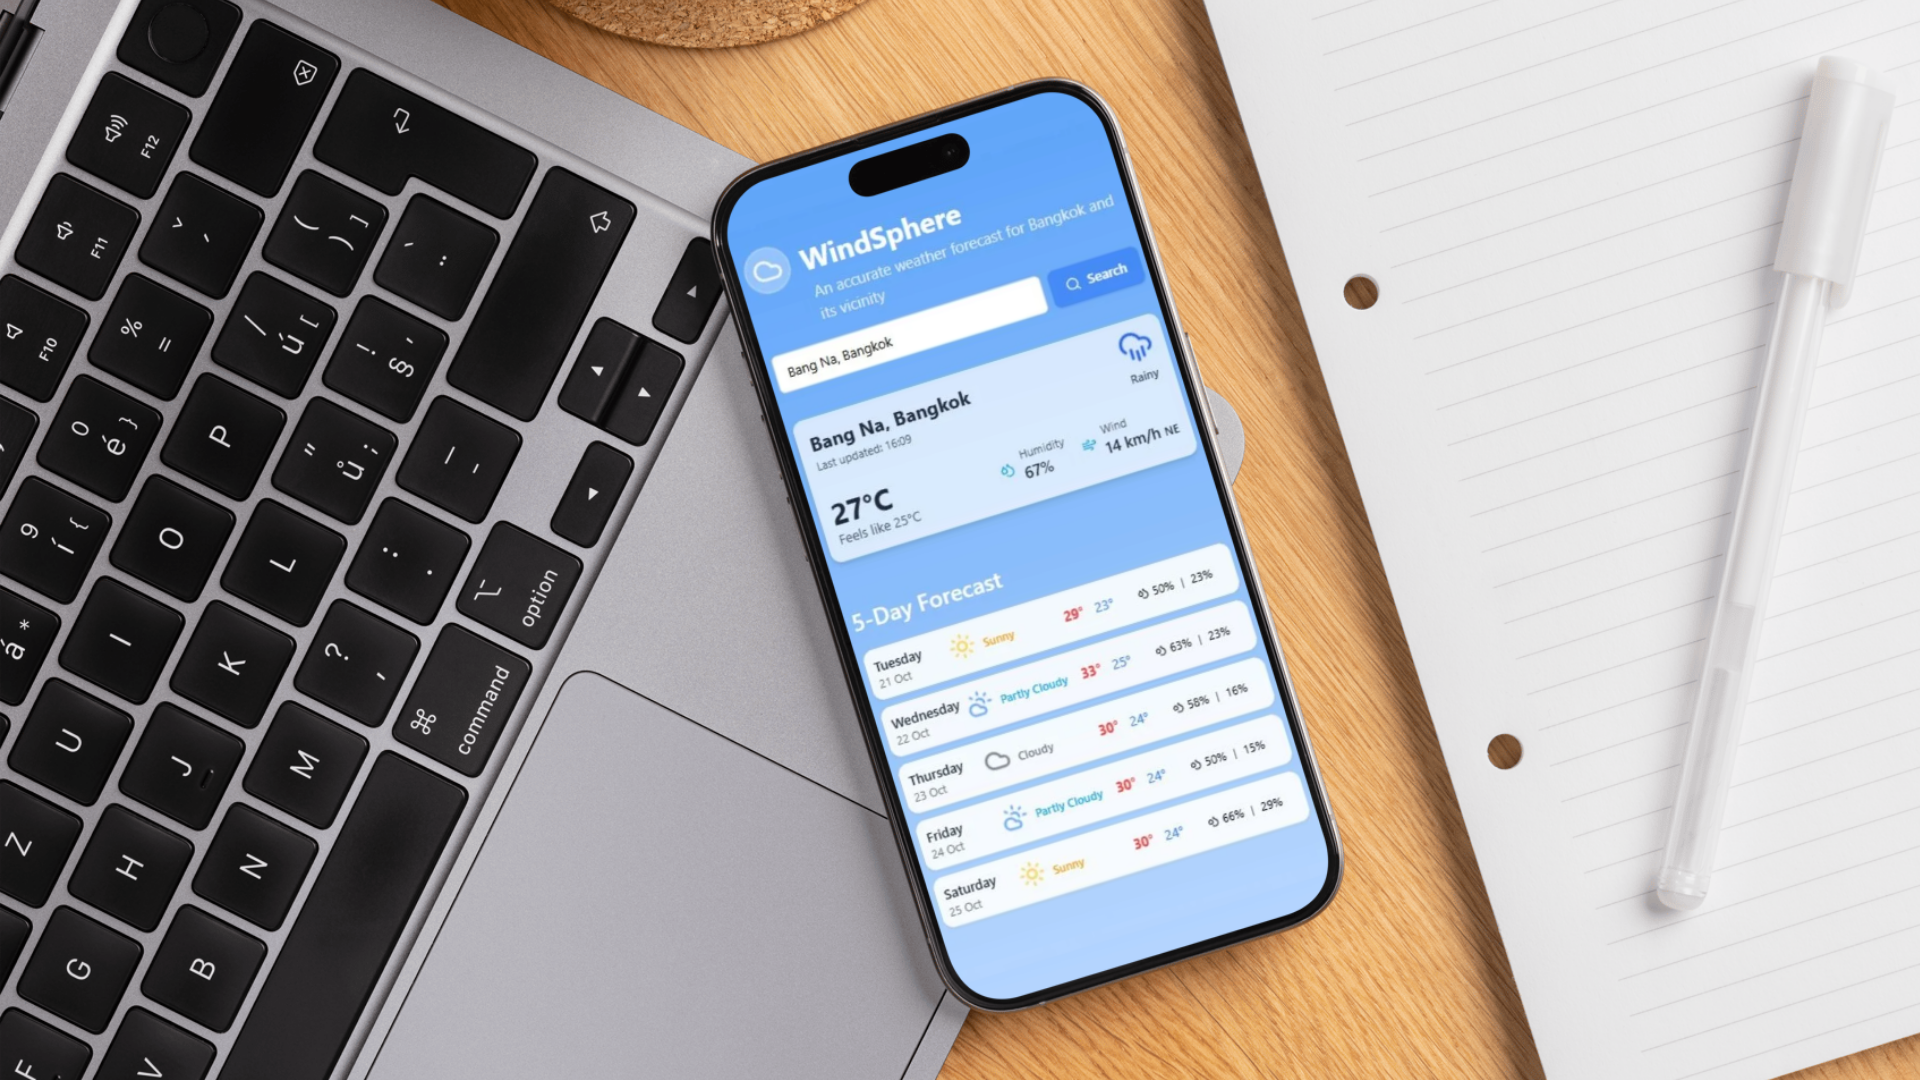 WindSphere
An accurate weather forecast for Bangkok and
its vicinity
Bang Na, Bangkok
Search
Bang Na, Bangkok
Last updated: 16:09
Rainy
27°C
Feels like 25°C
Humidity
67%
Wind
14 km/h NE
5-Day Forecast
Tuesday
21 Oct
Sunny
29° 23°
50% | 23%
Wednesday
22 Oct
Partly Cloudy
33° 25°
63% | 23%
Thursday
23 Oct
Cloudy
30° 24°
58% | 16%
Friday
24 Oct
Partly Cloudy
30° 24°
50% | 15%
Saturday
25 Oct
Sunny
30° 24°
66% | 29%
F12
F11
F10
% =
/ ú [
! § '
( ) ]
0 é }
P
" ů ;
_ -
9 í {
O
L
: .
option
á *
I
K
? ,
⌘ command
U
J
M
Z
H
N
G
B
F
V